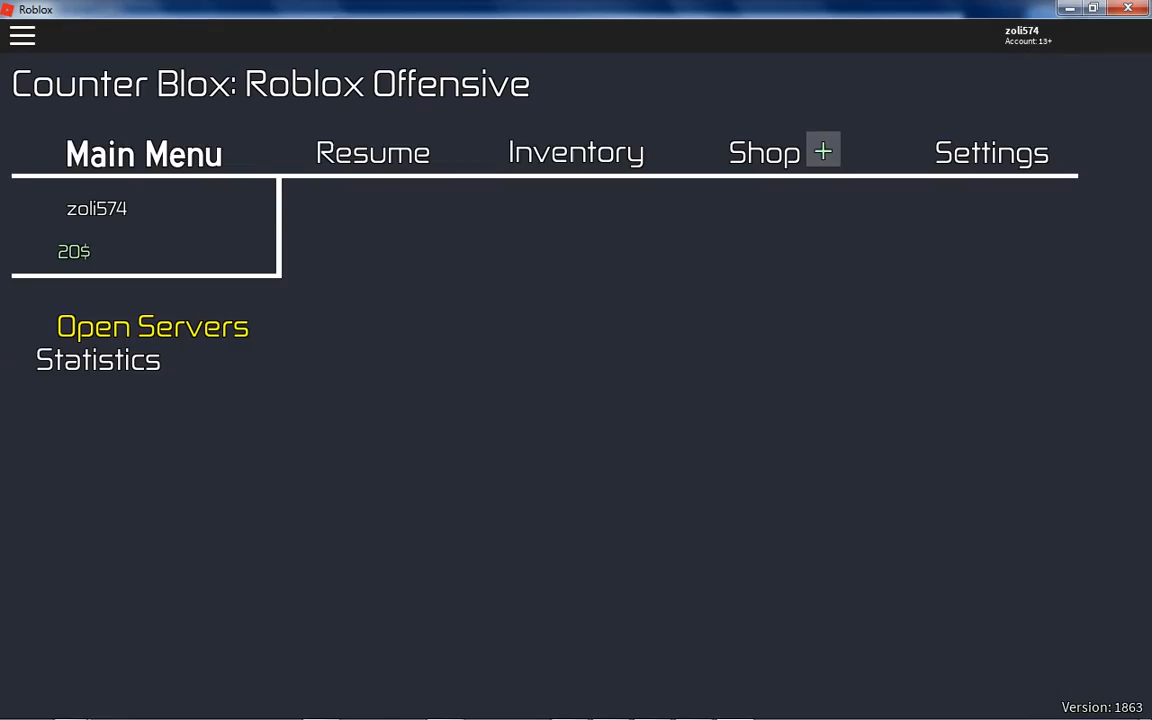 Roblox
zoli574
Account: 13+
Counter Blox: Roblox Offensive
Main Menu Resume Inventory Shop + Settings
zoli574
20$
Open Servers
Statistics
Version: 1863